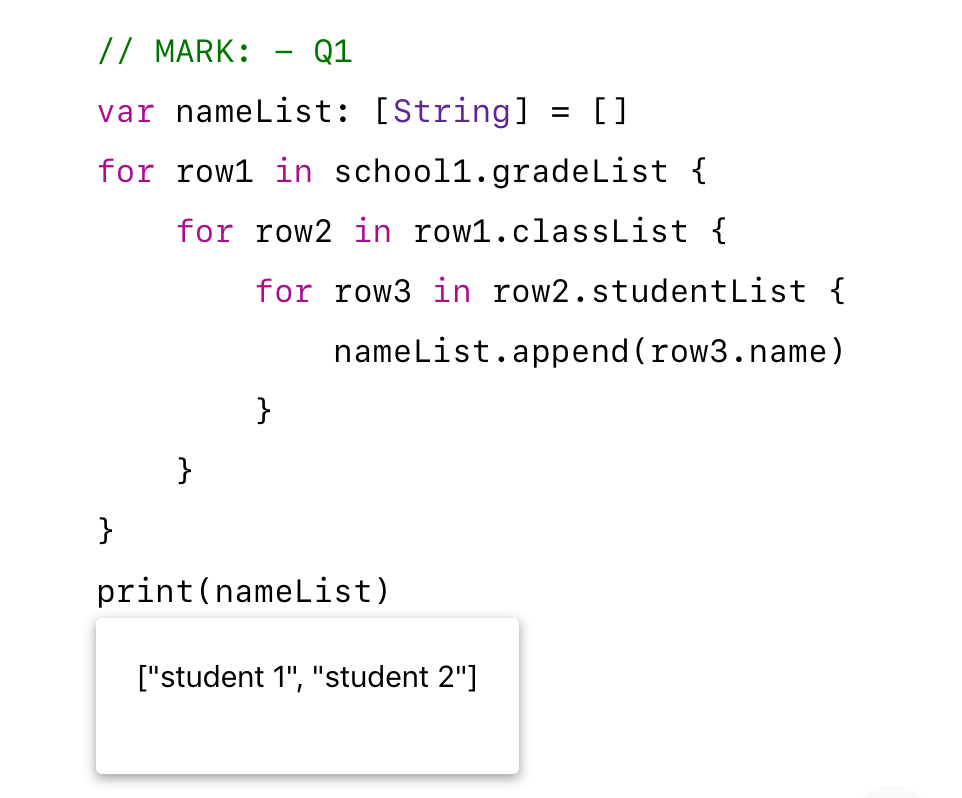 // MARK: – Q1
var nameList: [String] = []
for row1 in school1.gradeList {
    for row2 in row1.classList {
        for row3 in row2.studentList {
            nameList.append(row3.name)
        }
    }
}
print(nameList)
["student 1", "student 2"]